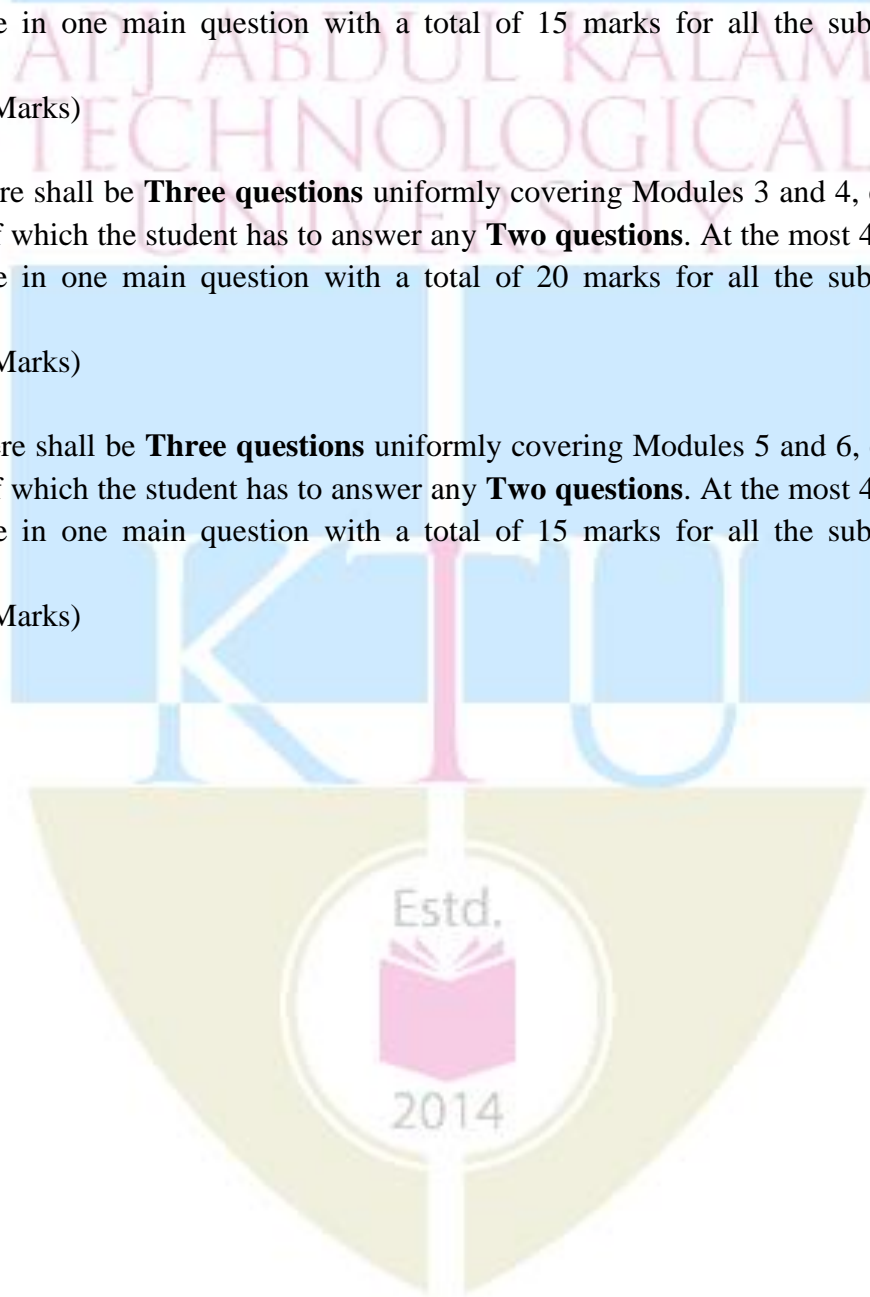 e in one main question with a total of 15 marks for all the sub
APJ ABDUL KALAM
Marks)
TECHNOLOGICAL
ere shall be Three questions uniformly covering Modules 3 and 4,
UNIVERSITY
f which the student has to answer any Two questions. At the most 4
e in one main question with a total of 20 marks for all the sub
Marks)
ere shall be Three questions uniformly covering Modules 5 and 6,
f which the student has to answer any Two questions. At the most 4
e in one main question with a total of 15 marks for all the sub
KTU
Marks)
Estd.
2014